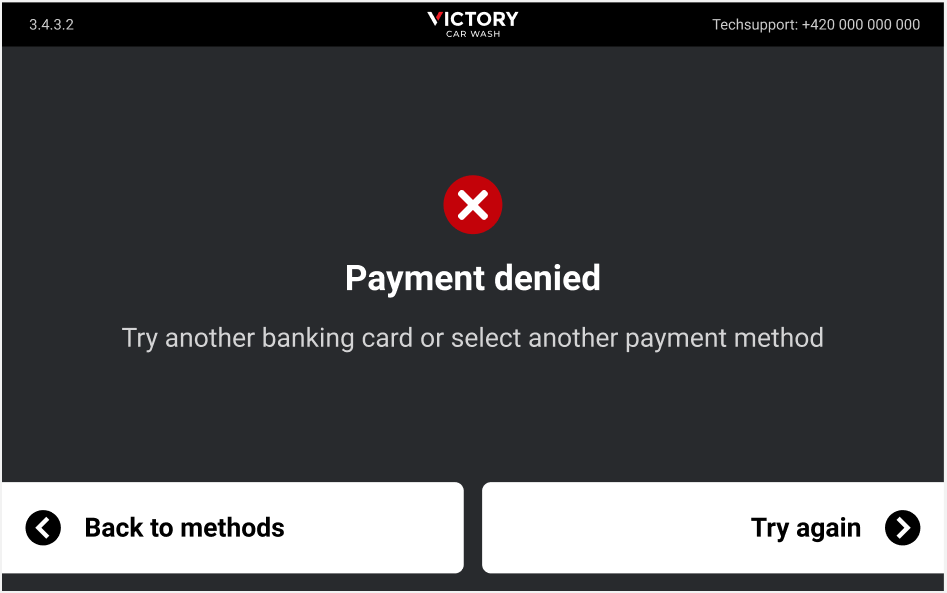 3.4.3.2
VICTORY
CAR WASH
Techsupport: +420 000 000 000
Payment denied
Try another banking card or select another payment method
Back to methods
Try again